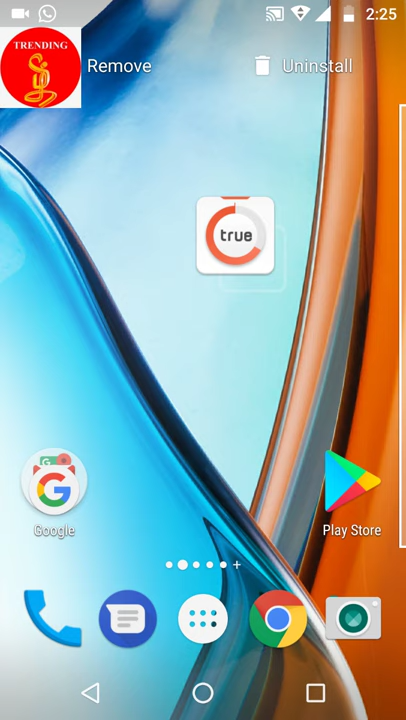 2:25
TRENDING
Remove
Uninstall
true
Google
Play Store